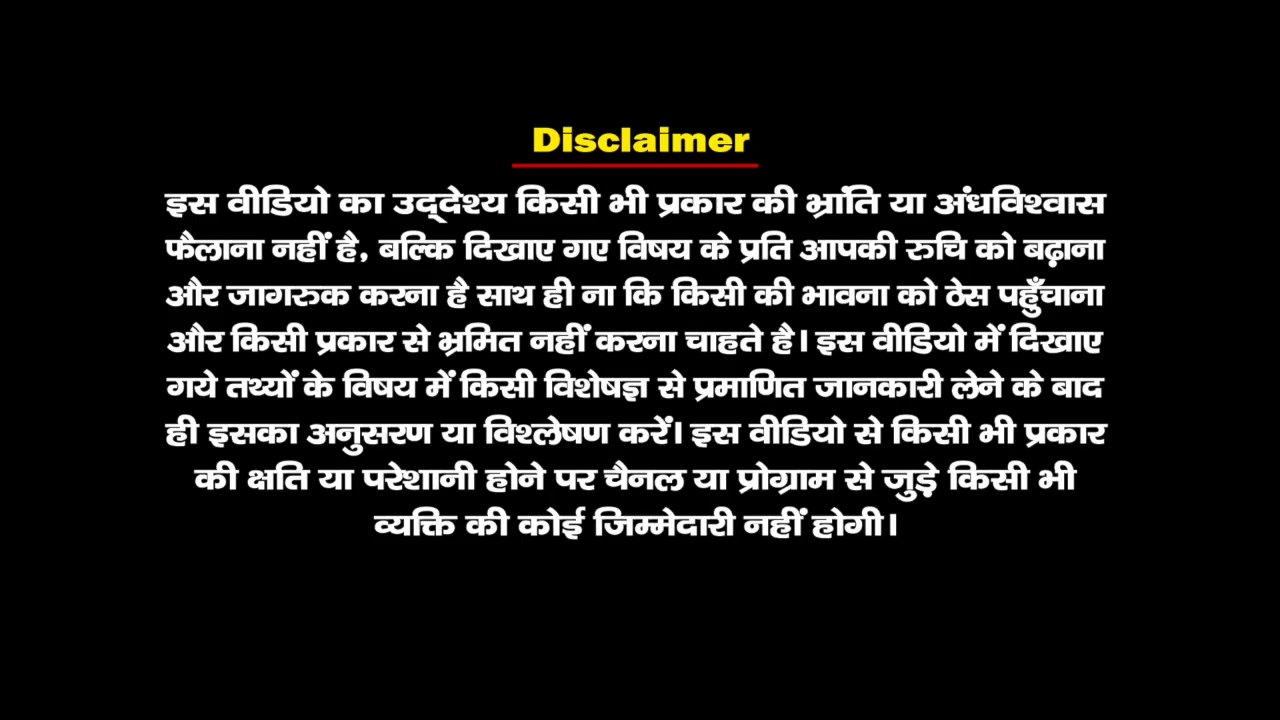 Disclaimer
इस वीडियो का उद्देश्य किसी भी प्रकार की भ्रांति या अंधविश्वास
फैलाना नहीं है, बल्कि दिखाए गए विषय के प्रति आपकी रुचि को बढ़ाना
और जागरुक करना है साथ ही ना कि किसी की भावना को ठेस पहुँचाना
और किसी प्रकार से भ्रमित नहीं करना चाहते है। इस वीडियो में दिखाए
गये तथ्यों के विषय में किसी विशेषज्ञ से प्रमाणित जानकारी लेने के बाद
ही इसका अनुसरण या विश्लेषण करें। इस वीडियो से किसी भी प्रकार
की क्षति या परेशानी होने पर चैनल या प्रोग्राम से जुड़े किसी भी
व्यक्ति की कोई जिम्मेदारी नहीं होगी।